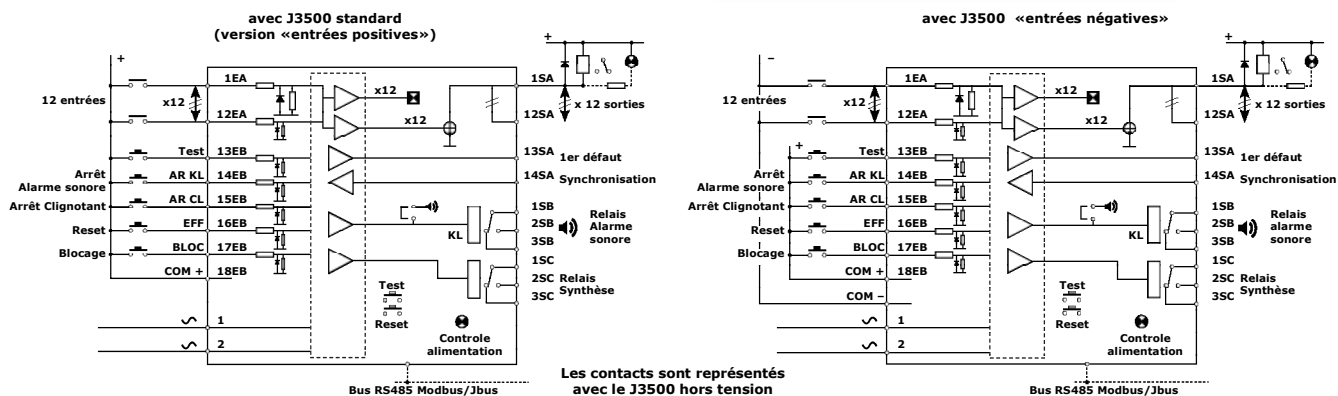 avec J3500 standard
(version «entrées positives»)
+
+
1EA
1SA
x12
12 entrées
x12
x 12 sorties
12EA
x12
12SA
Test
13EB
13SA
1er défaut
Arrêt
Alarme sonore
AR KL
14EB
14SA
Synchronisation
Arrêt Clignotant
AR CL
15EB
1SB
Reset
EFF
16EB
2SB
Relais
Alarme
sonore
KL
3SB
Blocage
BLOC
17EB
1SC
COM +
18EB
2SC
Relais
Synthèse
3SC
Test
Reset
1
2
Controle
alimentation
Bus RS485 Modbus/Jbus
Les contacts sont représentés
avec le J3500 hors tension
avec J3500 «entrées négatives»
–
+
1EA
1SA
x12
12 entrées
x12
x 12 sorties
12EA
x12
12SA
+
Test
13EB
13SA
1er défaut
Arrêt
Alarme sonore
AR KL
14EB
14SA
Synchronisation
Arrêt Clignotant
AR CL
15EB
1SB
Reset
EFF
16EB
2SB
Relais
alarme
sonore
KL
3SB
Blocage
BLOC
17EB
1SC
COM +
18EB
2SC
Relais
Synthèse
3SC
COM –
Test
Reset
1
2
Controle
alimentation
Bus RS485 Modbus/Jbus